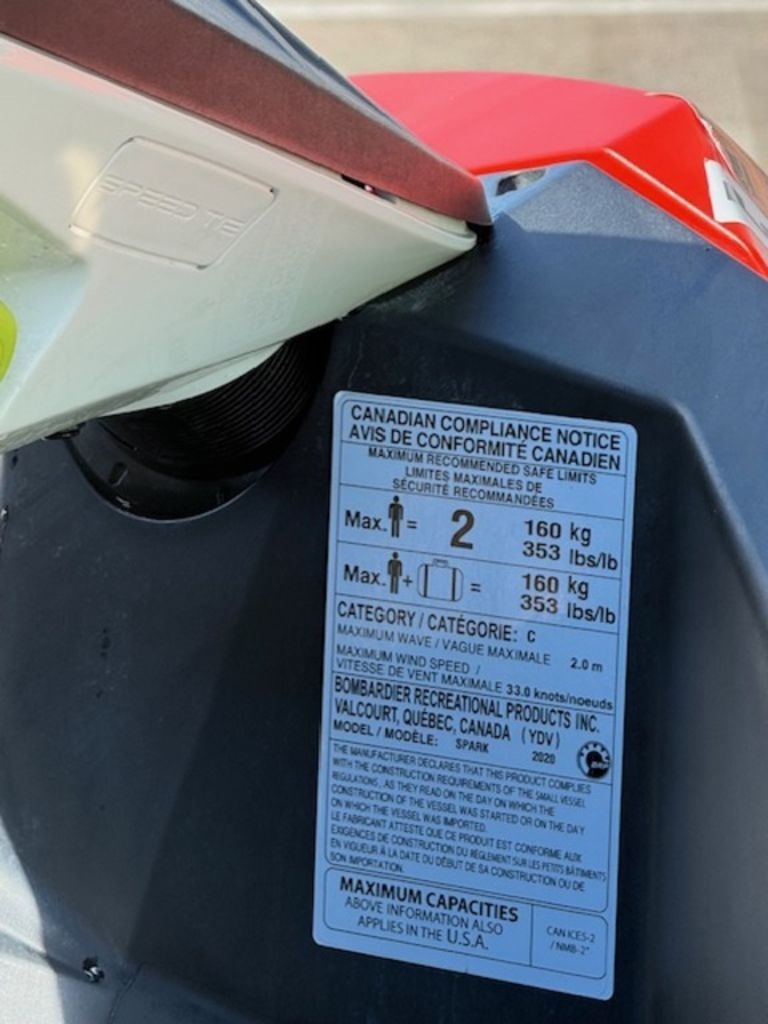 SPEED TIE
CANADIAN COMPLIANCE NOTICE
AVIS DE CONFORMITÉ CANADIEN
MAXIMUM RECOMMENDED SAFE LIMITS
LIMITES MAXIMALES DE
SÉCURITÉ RECOMMANDÉES
Max. = 2 160 kg
353 lbs/lb
Max. + = 160 kg
353 lbs/lb
CATEGORY / CATÉGORIE: C
MAXIMUM WAVE / VAGUE MAXIMALE 2.0 m
MAXIMUM WIND SPEED /
VITESSE DE VENT MAXIMALE 33.0 knots/noeuds
BOMBARDIER RECREATIONAL PRODUCTS INC.
VALCOURT, QUÉBEC, CANADA (YDV)
MODEL / MODÈLE: SPARK 2020
THE MANUFACTURER DECLARES THAT THIS PRODUCT COMPLIES
WITH THE CONSTRUCTION REQUIREMENTS OF THE SMALL VESSEL
REGULATIONS, AS THEY READ ON THE DAY ON WHICH THE
CONSTRUCTION OF THE VESSEL WAS STARTED OR ON THE DAY
ON WHICH THE VESSEL WAS IMPORTED.
LE FABRICANT ATTESTE QUE CE PRODUIT EST CONFORME AUX
EXIGENCES DE CONSTRUCTION DU RÈGLEMENT SUR LES PETITS BÂTIMENTS
EN VIGUEUR À LA DATE DU DÉBUT DE SA CONSTRUCTION OU DE
SON IMPORTATION.
MAXIMUM CAPACITIES
ABOVE INFORMATION ALSO
APPLIES IN THE U.S.A.
CAN ICES-2
/ NMB-2"